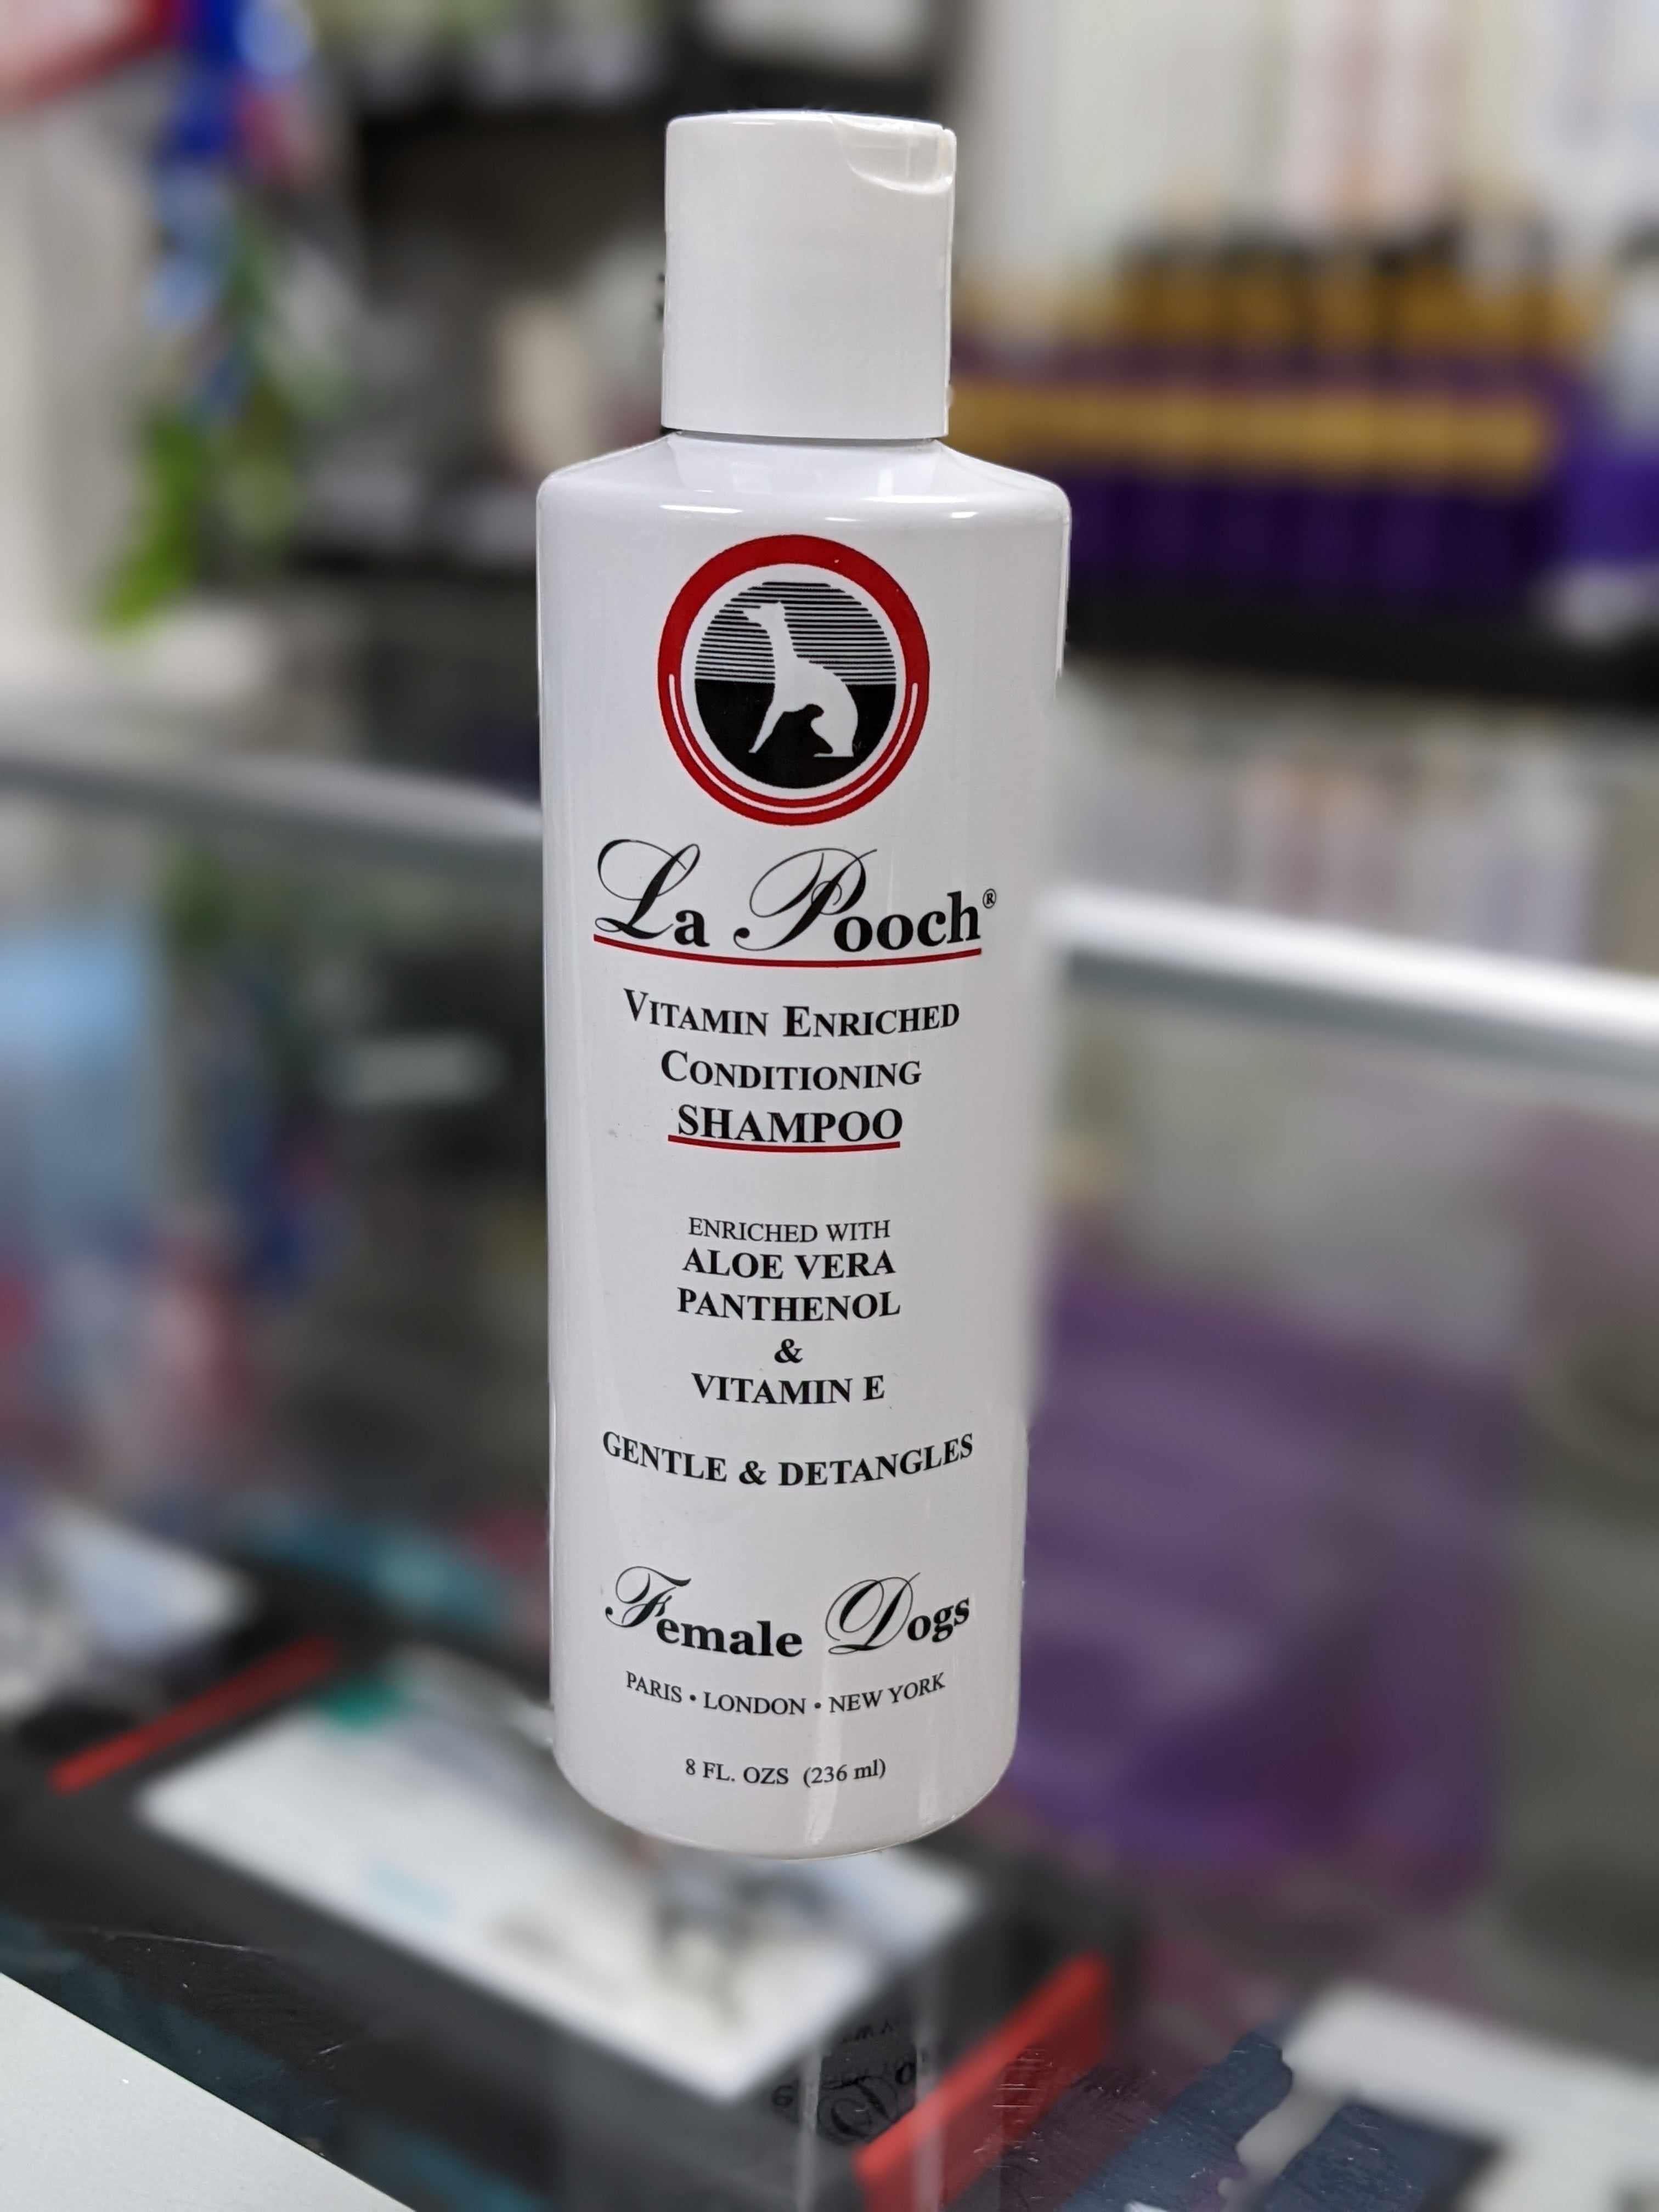 La Pooch®
VITAMIN ENRICHED
CONDITIONING
SHAMPOO
ENRICHED WITH
ALOE VERA
PANTHENOL
&
VITAMIN E
GENTLE & DETANGLES
Female Dogs
PARIS • LONDON • NEW YORK
8 FL. OZS (236 ml)